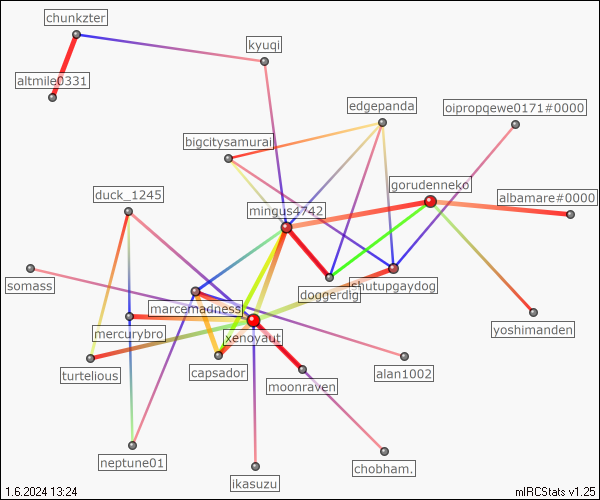 chunkzter
kyuqi
altmile0331
edgepanda
oipropqewe0171#0000
bigcitysamurai
gorudenneko
duck_1245
albamare#0000
mingus4742
somass
doggerdig
shutupgaydog
marcemadness
mercurybro
xenoyaut
yoshimanden
turtelious
capsador
alan1002
moonraven
neptune01
chobham.
ikasuzu
1.6.2024 13:24
mIRCStats v1.25